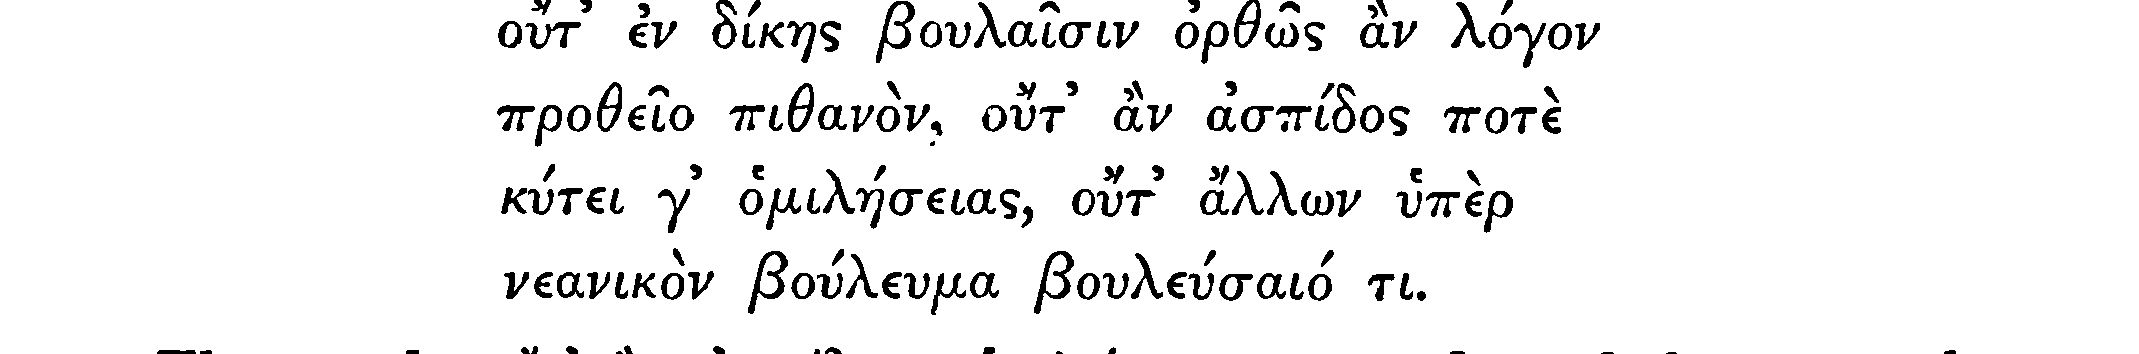 οὔτ’ ἐν δίκης βουλαῖσιν ὀρθῶς ἂν λόγον
προθεῖο πιθανὸν, οὔτ’ ἂν ἀσπίδος ποτὲ
κύτει γ’ ὁμιλήσειας, οὔτ’ ἄλλων ὑπὲρ
νεανικὸν βούλευμα βουλεύσαιό τι.